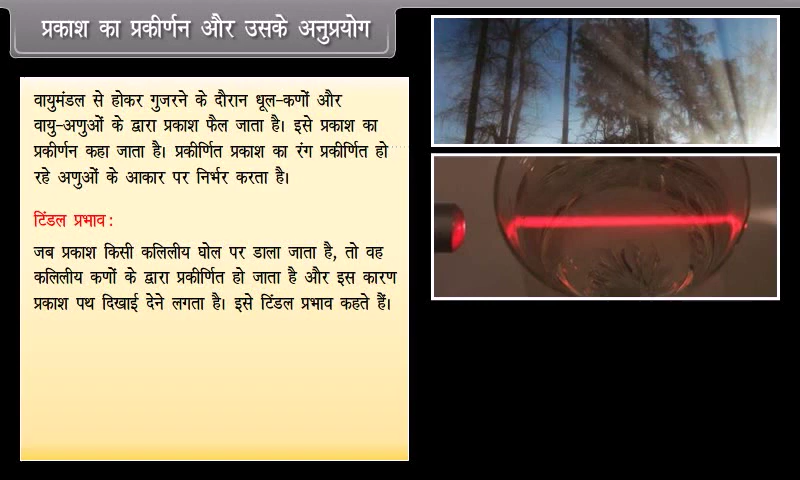 प्रकाश का प्रकीर्णन और उसके अनुप्रयोग
वायुमंडल से होकर गुजरने के दौरान धूल-कणों और
वायु-अणुओं के द्वारा प्रकाश फैल जाता है। इसे प्रकाश का
प्रकीर्णन कहा जाता है। प्रकीर्णित प्रकाश का रंग प्रकीर्णित हो
रहे अणुओं के आकार पर निर्भर करता है।
टिंडल प्रभाव:
जब प्रकाश किसी कलिलीय घोल पर डाला जाता है, तो वह
कलिलीय कणों के द्वारा प्रकीर्णित हो जाता है और इस कारण
प्रकाश पथ दिखाई देने लगता है। इसे टिंडल प्रभाव कहते हैं।